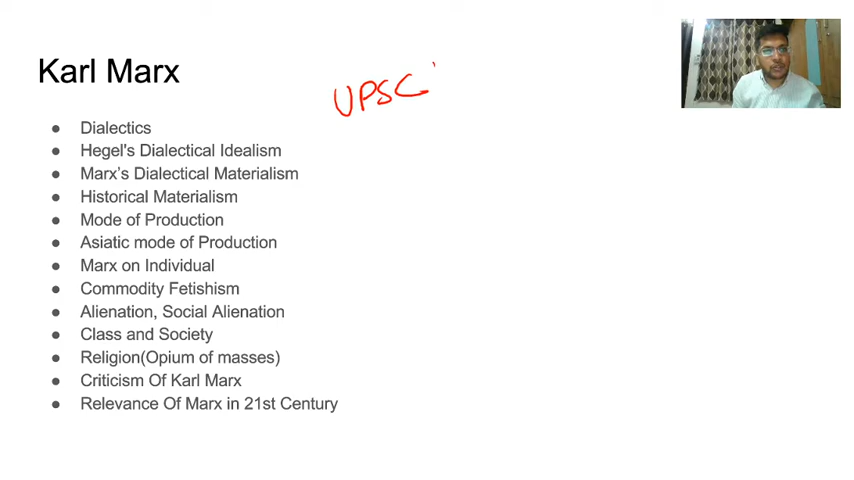 Karl Marx
UPSC
● Dialectics
● Hegel's Dialectical Idealism
● Marx's Dialectical Materialism
● Historical Materialism
● Mode of Production
● Asiatic mode of Production
● Marx on Individual
● Commodity Fetishism
● Alienation, Social Alienation
● Class and Society
● Religion(Opium of masses)
● Criticism Of Karl Marx
● Relevance Of Marx in 21st Century